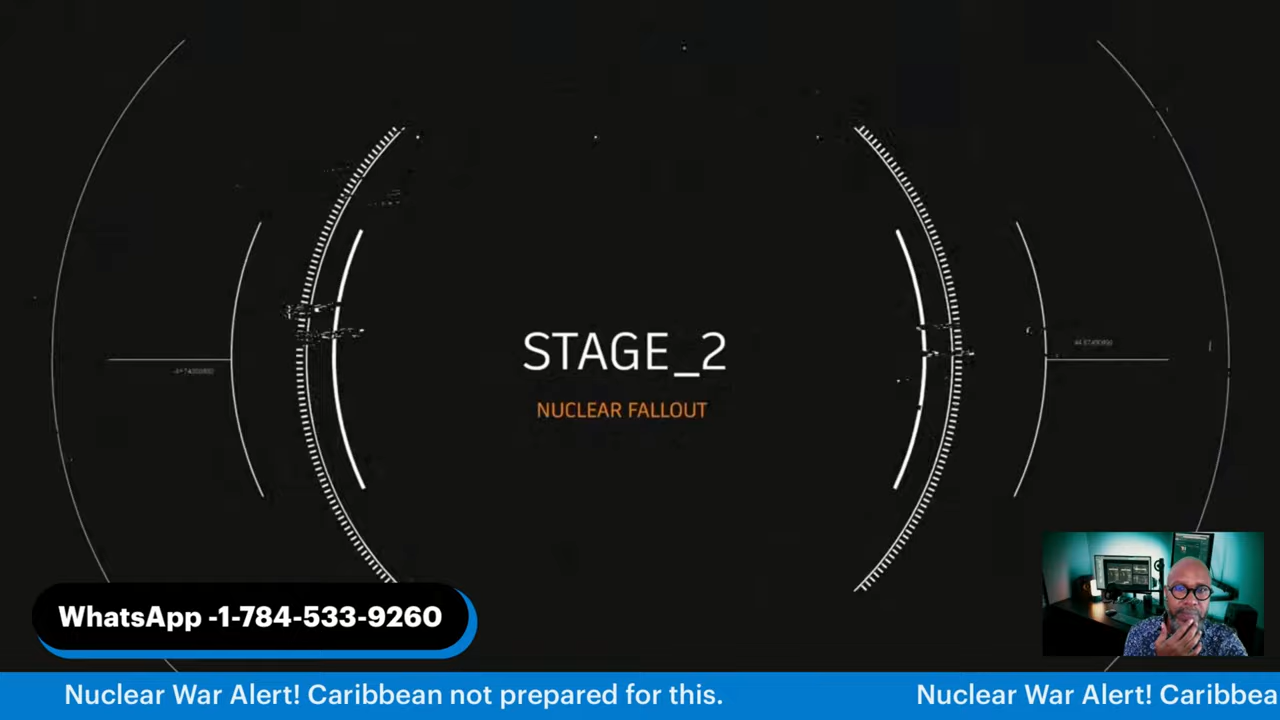 STAGE_2
NUCLEAR FALLOUT
WhatsApp -1-784-533-9260
Nuclear War Alert! Caribbean not prepared for this. Nuclear War Alert! Caribbea